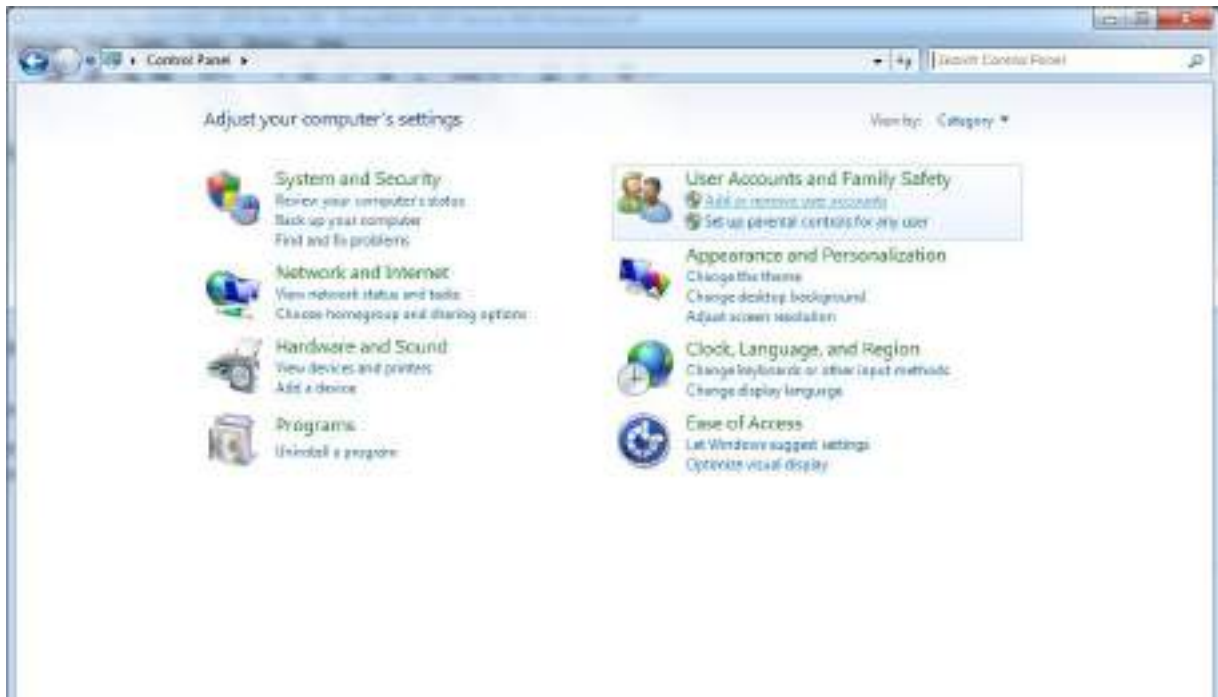 Control Panel
Search Control Panel
Adjust your computer's settings
View by: Category
System and Security
Review your computer's status
Back up your computer
Find and fix problems
Network and Internet
View network status and tasks
Choose homegroup and sharing options
Hardware and Sound
View devices and printers
Add a device
Programs
Uninstall a program
User Accounts and Family Safety
Add or remove user accounts
Set up parental controls for any user
Appearance and Personalization
Change the theme
Change desktop background
Adjust screen resolution
Clock, Language, and Region
Change keyboards or other input methods
Change display language
Ease of Access
Let Windows suggest settings
Optimize visual display